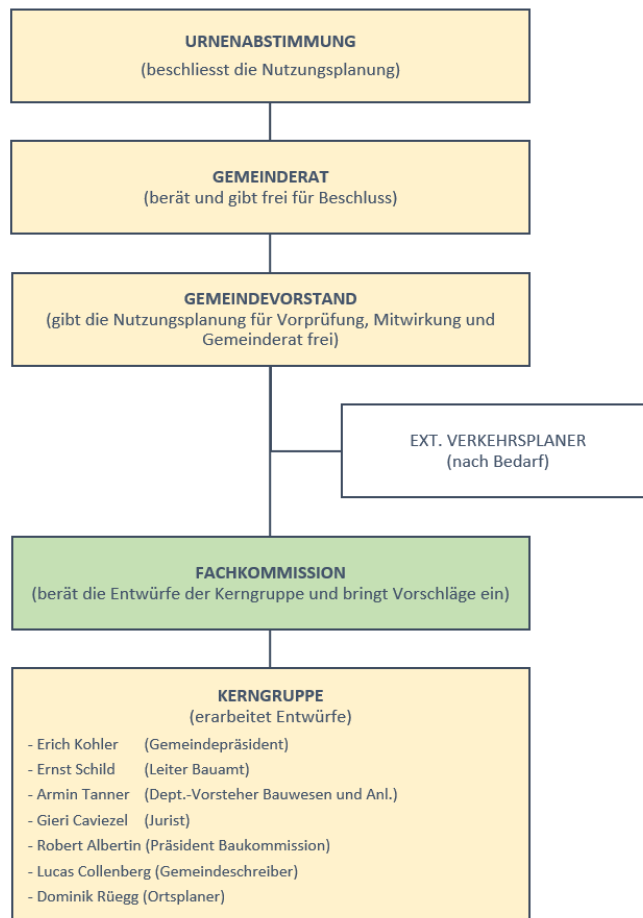 URNENABSTIMMUNG
(beschliesst die Nutzungsplanung)
GEMEINDERAT
(berät und gibt frei für Beschluss)
GEMEINDEVORSTAND
(gibt die Nutzungsplanung für Vorprüfung, Mitwirkung und
Gemeinderat frei)
EXT. VERKEHRSPLANER
(nach Bedarf)
FACHKOMMISSION
(berät die Entwürfe der Kerngruppe und bringt Vorschläge ein)
KERNGRUPPE
(erarbeitet Entwürfe)
- Erich Kohler (Gemeindepräsident)
- Ernst Schild (Leiter Bauamt)
- Armin Tanner (Dept.-Vorsteher Bauwesen und Anl.)
- Gieri Caviezel (Jurist)
- Robert Albertin (Präsident Baukommission)
- Lucas Collenberg (Gemeindeschreiber)
- Dominik Rüegg (Ortsplaner)